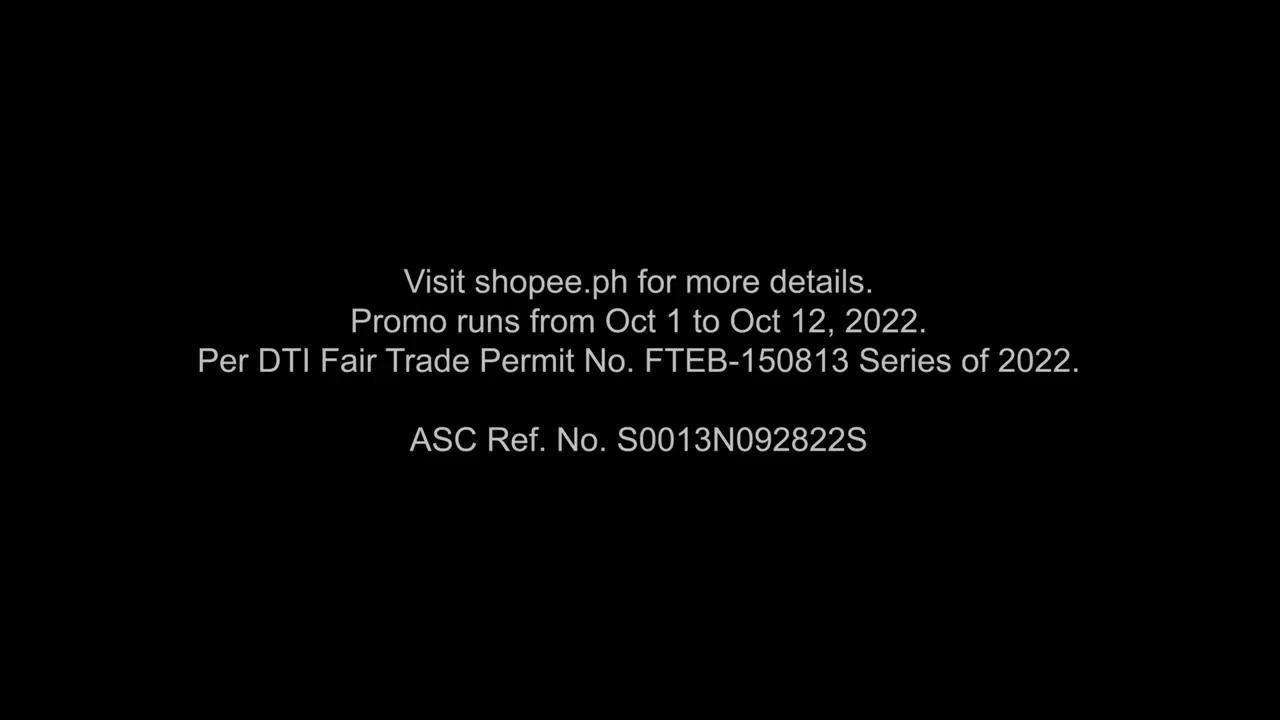 Visit shopee.ph for more details.
Promo runs from Oct 1 to Oct 12, 2022.
Per DTI Fair Trade Permit No. FTEB-150813 Series of 2022.
ASC Ref. No. S0013N092822S